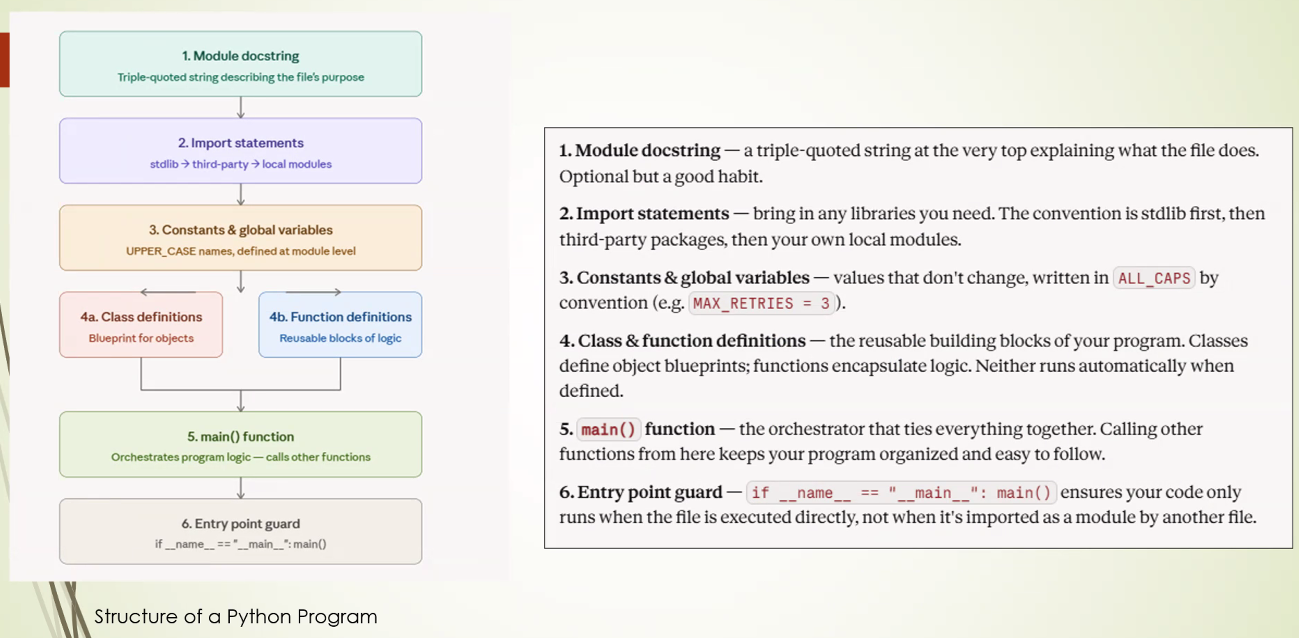 1. Module docstring
Triple-quoted string describing the file's purpose
2. Import statements
stdlib → third-party → local modules
3. Constants & global variables
UPPER_CASE names, defined at module level
4a. Class definitions
Blueprint for objects
4b. Function definitions
Reusable blocks of logic
5. main() function
Orchestrates program logic — calls other functions
6. Entry point guard
if __name__ == "__main__": main()
1. Module docstring — a triple-quoted string at the very top explaining what the file does.
Optional but a good habit.
2. Import statements — bring in any libraries you need. The convention is stdlib first, then
third-party packages, then your own local modules.
3. Constants & global variables — values that don't change, written in ALL_CAPS by
convention (e.g. MAX_RETRIES = 3).
4. Class & function definitions — the reusable building blocks of your program. Classes
define object blueprints; functions encapsulate logic. Neither runs automatically when
defined.
5. main() function — the orchestrator that ties everything together. Calling other
functions from here keeps your program organized and easy to follow.
6. Entry point guard — if __name__ == "__main__": main() ensures your code only
runs when the file is executed directly, not when it's imported as a module by another file.
Structure of a Python Program